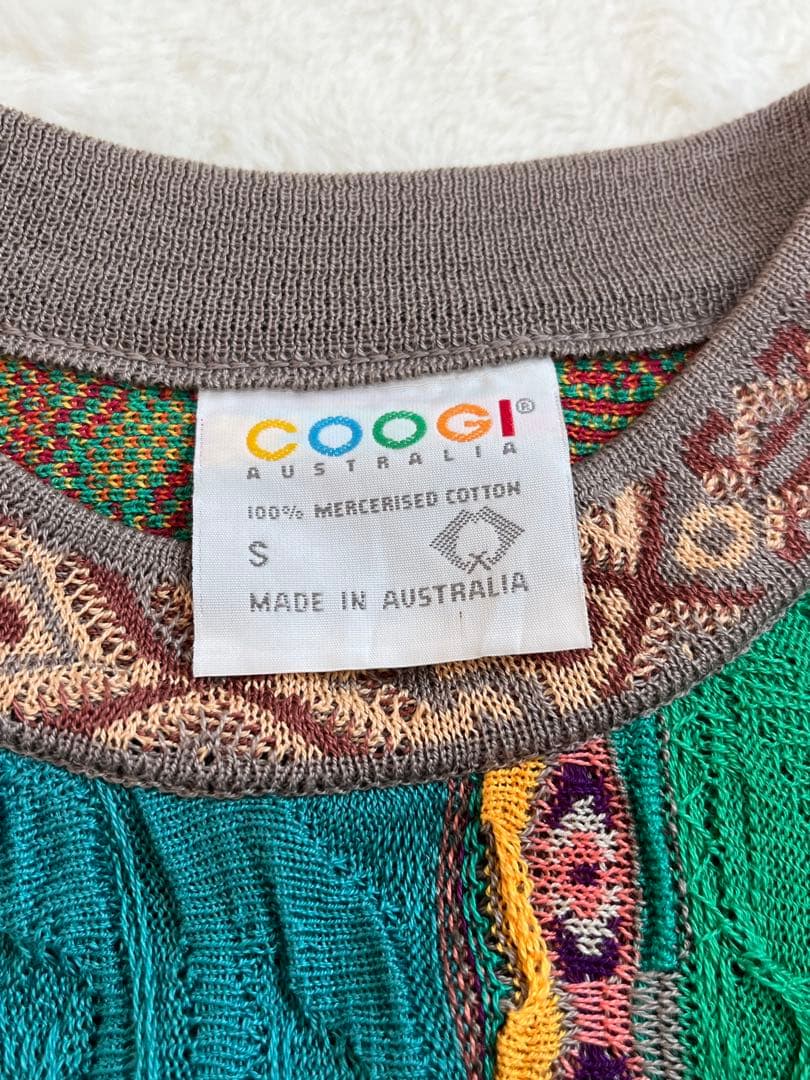 COOGI®
AUSTRALIA
100% MERCERISED COTTON
S
MADE IN AUSTRALIA